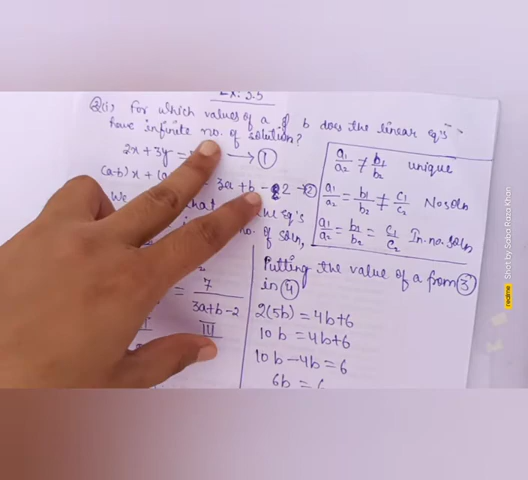 Ex: 2.5
Q(i) For which values of a & b does the linear eq's
have infinite no. of solution?
2x + 3y = → ①
(a-b)x + (a = 3a + b - 2 → ②
We that the eq's
no. of soln,
7
3a+b-2
III
a₁/a₂ ≠ b₁/b₂ unique
a₁/a₂ = b₁/b₂ ≠ c₁/c₂ No soln
a₁/a₂ = b₁/b₂ = c₁/c₂ In. no. soln
Putting the value of a from ③
in ④
2(5b) = 4b+6
10b = 4b+6
10b - 4b = 6
6b = 6
realme Shot by Saba Raza Khan